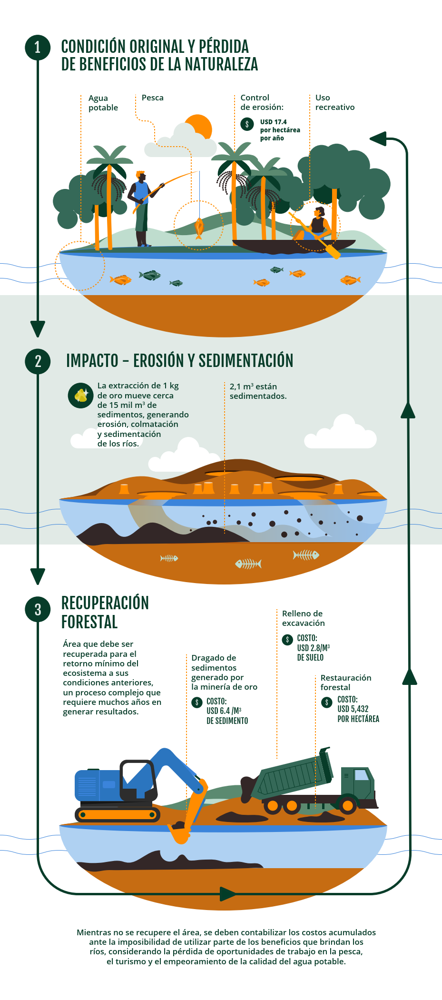 1
CONDICIÓN ORIGINAL Y PÉRDIDA
DE BENEFICIOS DE LA NATURALEZA
Agua
potable
Pesca
Control
de erosión:
$
USD 17.4
por hectárea
por año
Uso
recreativo
2
IMPACTO - EROSIÓN Y SEDIMENTACIÓN
La extracción de 1 kg
de oro mueve cerca
de 15 mil m³ de
sedimentos, generando
erosión, colmatación
y sedimentación
de los ríos.
2,1 m³ están
sedimentados.
3
RECUPERACIÓN
FORESTAL
Área que debe ser
recuperada para el
retorno mínimo del
ecosistema a sus
condiciones anteriores,
un proceso complejo que
requiere muchos años en
generar resultados.
Dragado de
sedimentos
generado por
la minería de oro
$
COSTO:
USD 6.4 /M³
DE SEDIMENTO
Relleno de
excavación
$
COSTO:
USD 2.8/M³
DE SUELO
Restauración
forestal
$
COSTO:
USD 5,432
POR HECTÁREA
Mientras no se recupere el área, se deben contabilizar los costos acumulados
ante la imposibilidad de utilizar parte de los beneficios que brindan los
ríos, considerando la pérdida de oportunidades de trabajo en la pesca,
el turismo y el empeoramiento de la calidad del agua potable.